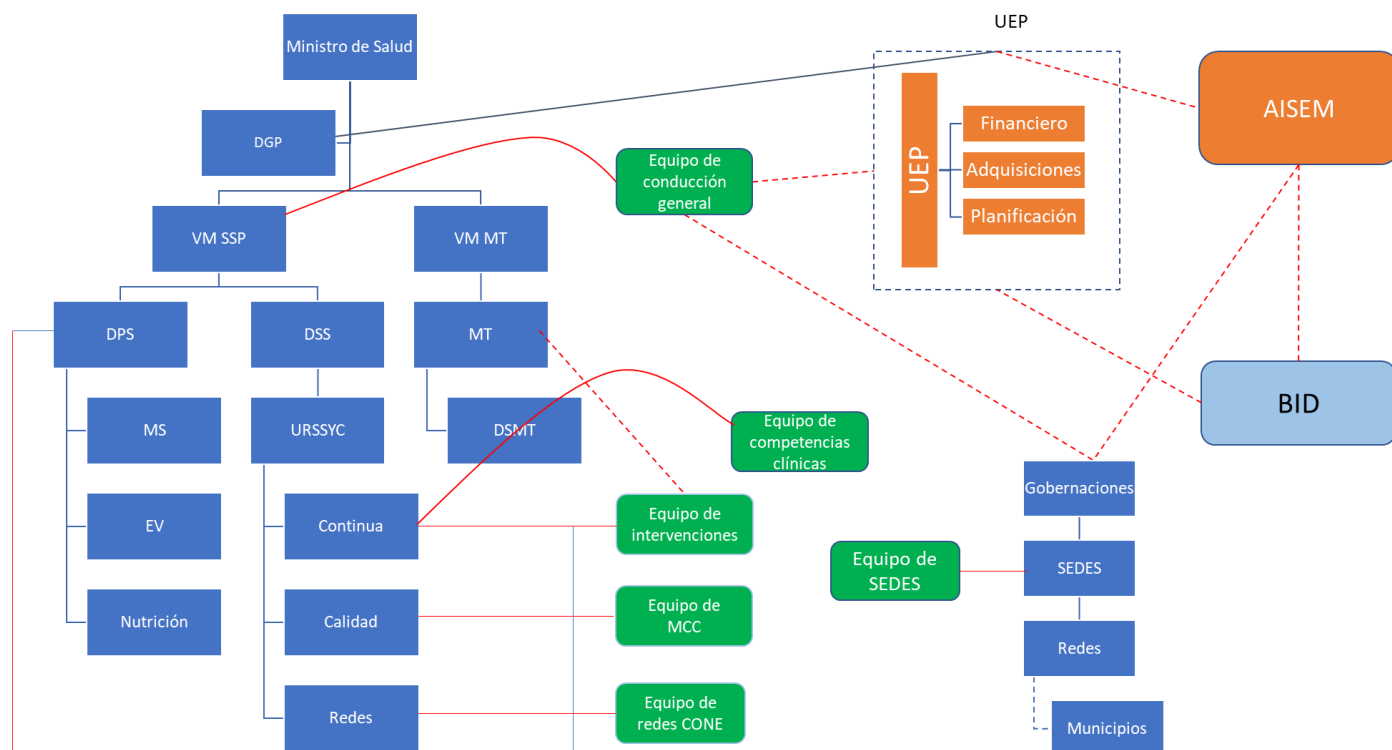 UEP
Ministro de Salud
DGP
UEP
Financiero
Adquisiciones
Planificación
AISEM
Equipo de
conducción
general
VM SSP
VM MT
DPS
DSS
MT
BID
MS
URSSYC
DSMT
Equipo de
competencias
clínicas
Gobernaciones
EV
Continua
Equipo de
intervenciones
Equipo de
SEDES
SEDES
Nutrición
Calidad
Equipo de
MCC
Redes
Redes
Equipo de
redes CONE
Municipios